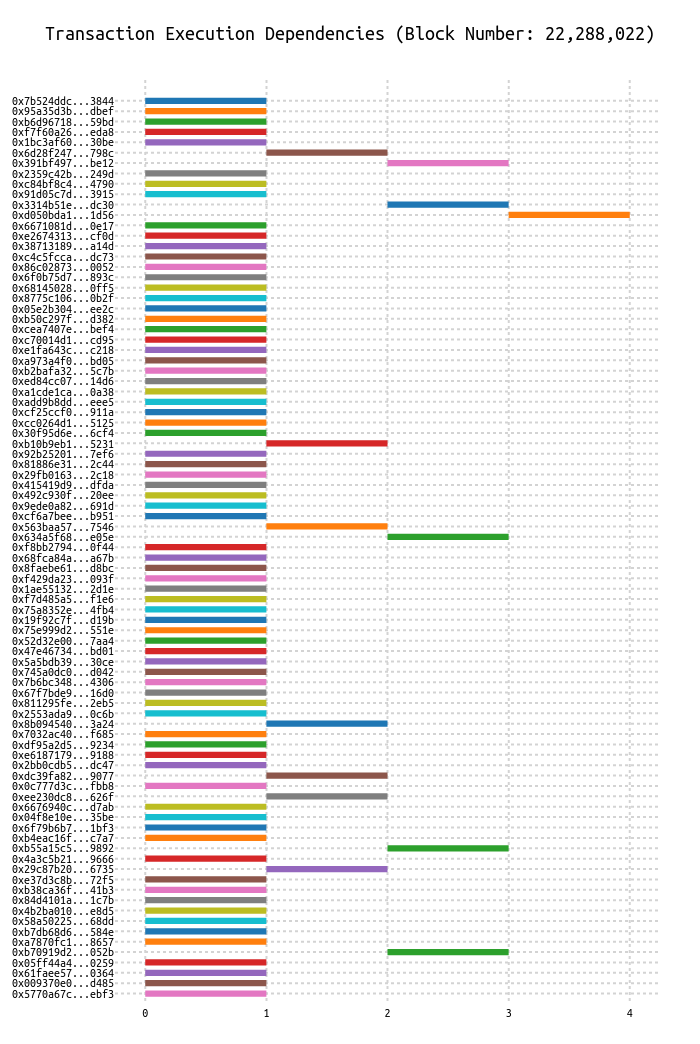 Transaction Execution Dependencies (Block Number: 22,288,022)
0x7b524ddc...3844
0x95a35d3b...dbef
0xb6d96718...59bd
0xf7f60a26...eda8
0x1bc3af60...30be
0x6d28f247...798c
0x391bf497...be12
0x2359c42b...249d
0xc84bf8c4...4790
0x91d05c7d...3915
0x3314b51e...dc30
0xd050bda1...1d56
0x6671081d...0e17
0xe2674313...cf0d
0x38713189...a14d
0xc4c5fcca...dc73
0x86c02873...0052
0x6f0b75d7...893c
0x68145028...0ff5
0x8775c106...0b2f
0x05e2b304...ee2c
0xb50c297f...d382
0xcea7407e...bef4
0xc70014d1...cd95
0xe1fa643c...c218
0xa973a4f0...bd05
0xb2bafa32...5c7b
0xed84cc07...14d6
0xa1cde1ca...0a38
0xadd9b8dd...eee5
0xcf25ccf0...911a
0xcc0264d1...5125
0x30f95d6e...6cf4
0xb10b9eb1...5231
0x92b25201...7ef6
0x81886e31...2c44
0x29fb0163...2c18
0x415419d9...dfda
0x492c930f...20ee
0x9ede0a82...691d
0xcf6a7bee...b951
0x563baa57...7546
0x634a5f68...e05e
0xf8bb2794...0f44
0x68fca84a...a67b
0x8faebe61...d8bc
0xf429da23...093f
0x1ae55132...2d1e
0xf7d485a5...f1e6
0x75a8352e...4fb4
0x19f92c7f...d19b
0x75e999d2...551e
0x52d32e00...7aa4
0x47e46734...bd01
0x5a5bdb39...30ce
0x745a0dc0...d042
0x7b6bc348...4306
0x67f7bde9...16d0
0x811295fe...2eb5
0x2553ada9...0c6b
0x8b094540...3a24
0x7032ac40...f685
0xdf95a2d5...9234
0xe6187179...9188
0x2bb0cdb5...dc47
0xdc39fa82...9077
0x0c777d3c...fbb8
0xee230dc8...626f
0x6676940c...d7ab
0x04f8e10e...35be
0x6f79b6b7...1bf3
0xb4eac16f...c7a7
0xb55a15c5...9892
0x4a3c5b21...9666
0x29c87b20...6735
0xe37d3c8b...72f5
0xb38ca36f...41b3
0x84d4101a...1c7b
0x4b2ba010...e8d5
0x58a50225...68dd
0xb7db68d6...584e
0xa7870fc1...8657
0xb70919d2...052b
0x05ff44a4...0259
0x61faee57...0364
0x009370e0...d485
0x5770a67c...ebf3
0 1 2 3 4